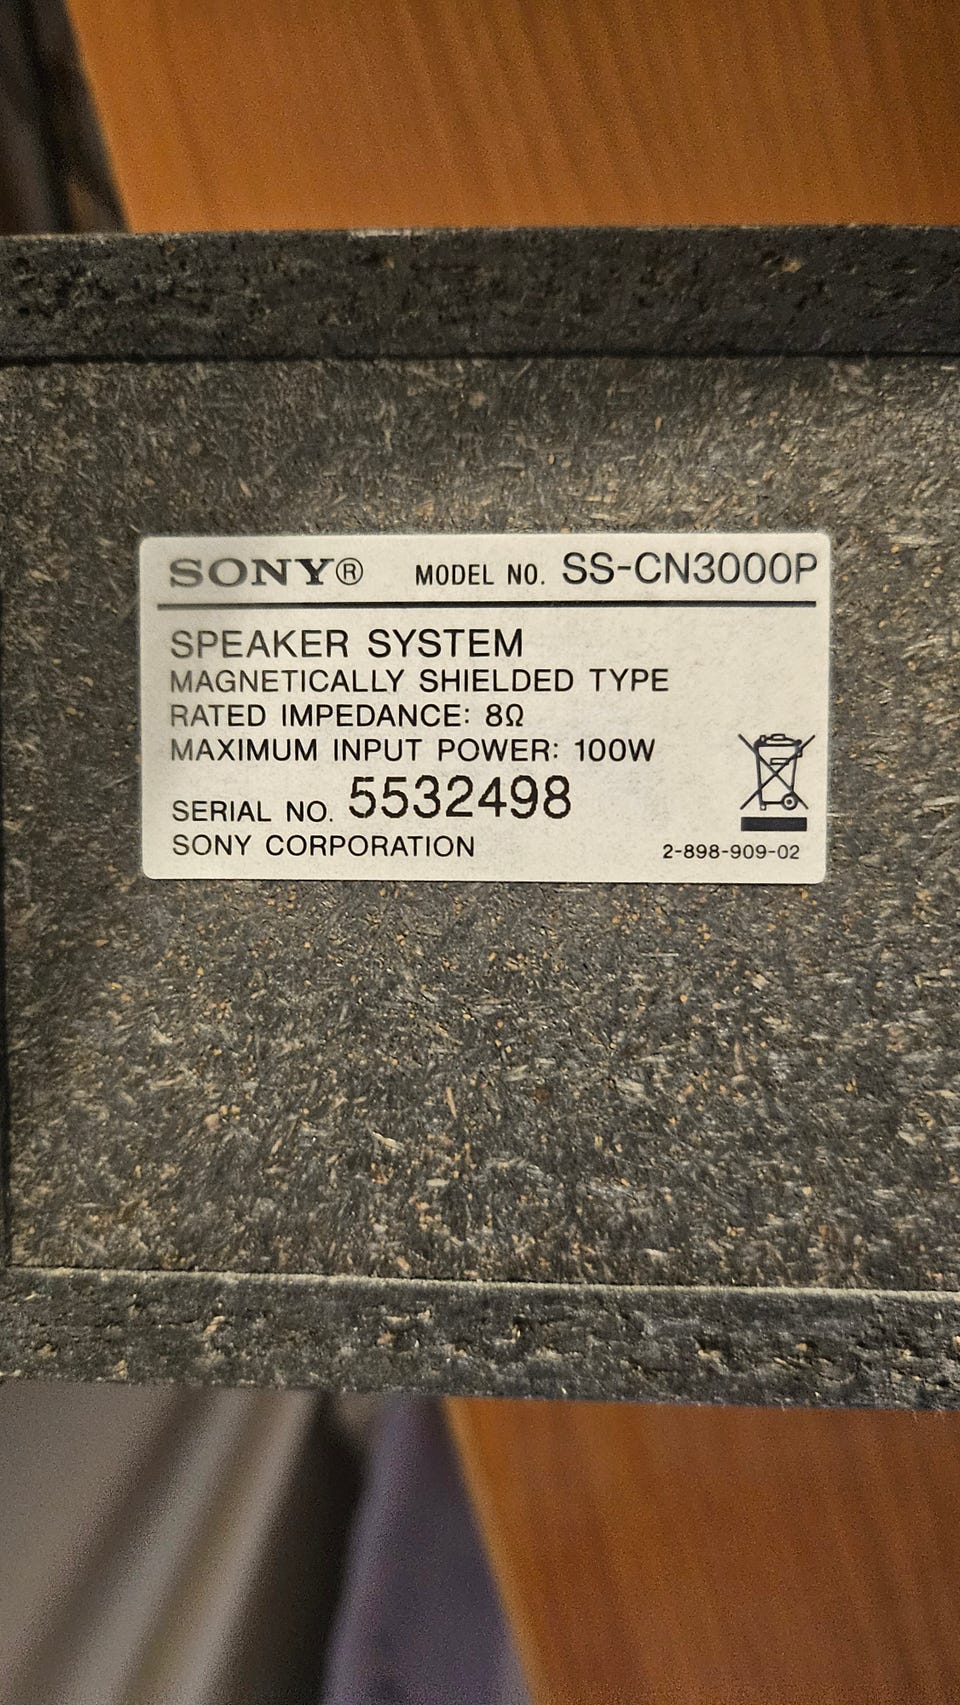 SONY® MODEL NO. SS-CN3000P
SPEAKER SYSTEM
MAGNETICALLY SHIELDED TYPE
RATED IMPEDANCE: 8Ω
MAXIMUM INPUT POWER: 100W
SERIAL NO. 5532498
SONY CORPORATION 2-898-909-02